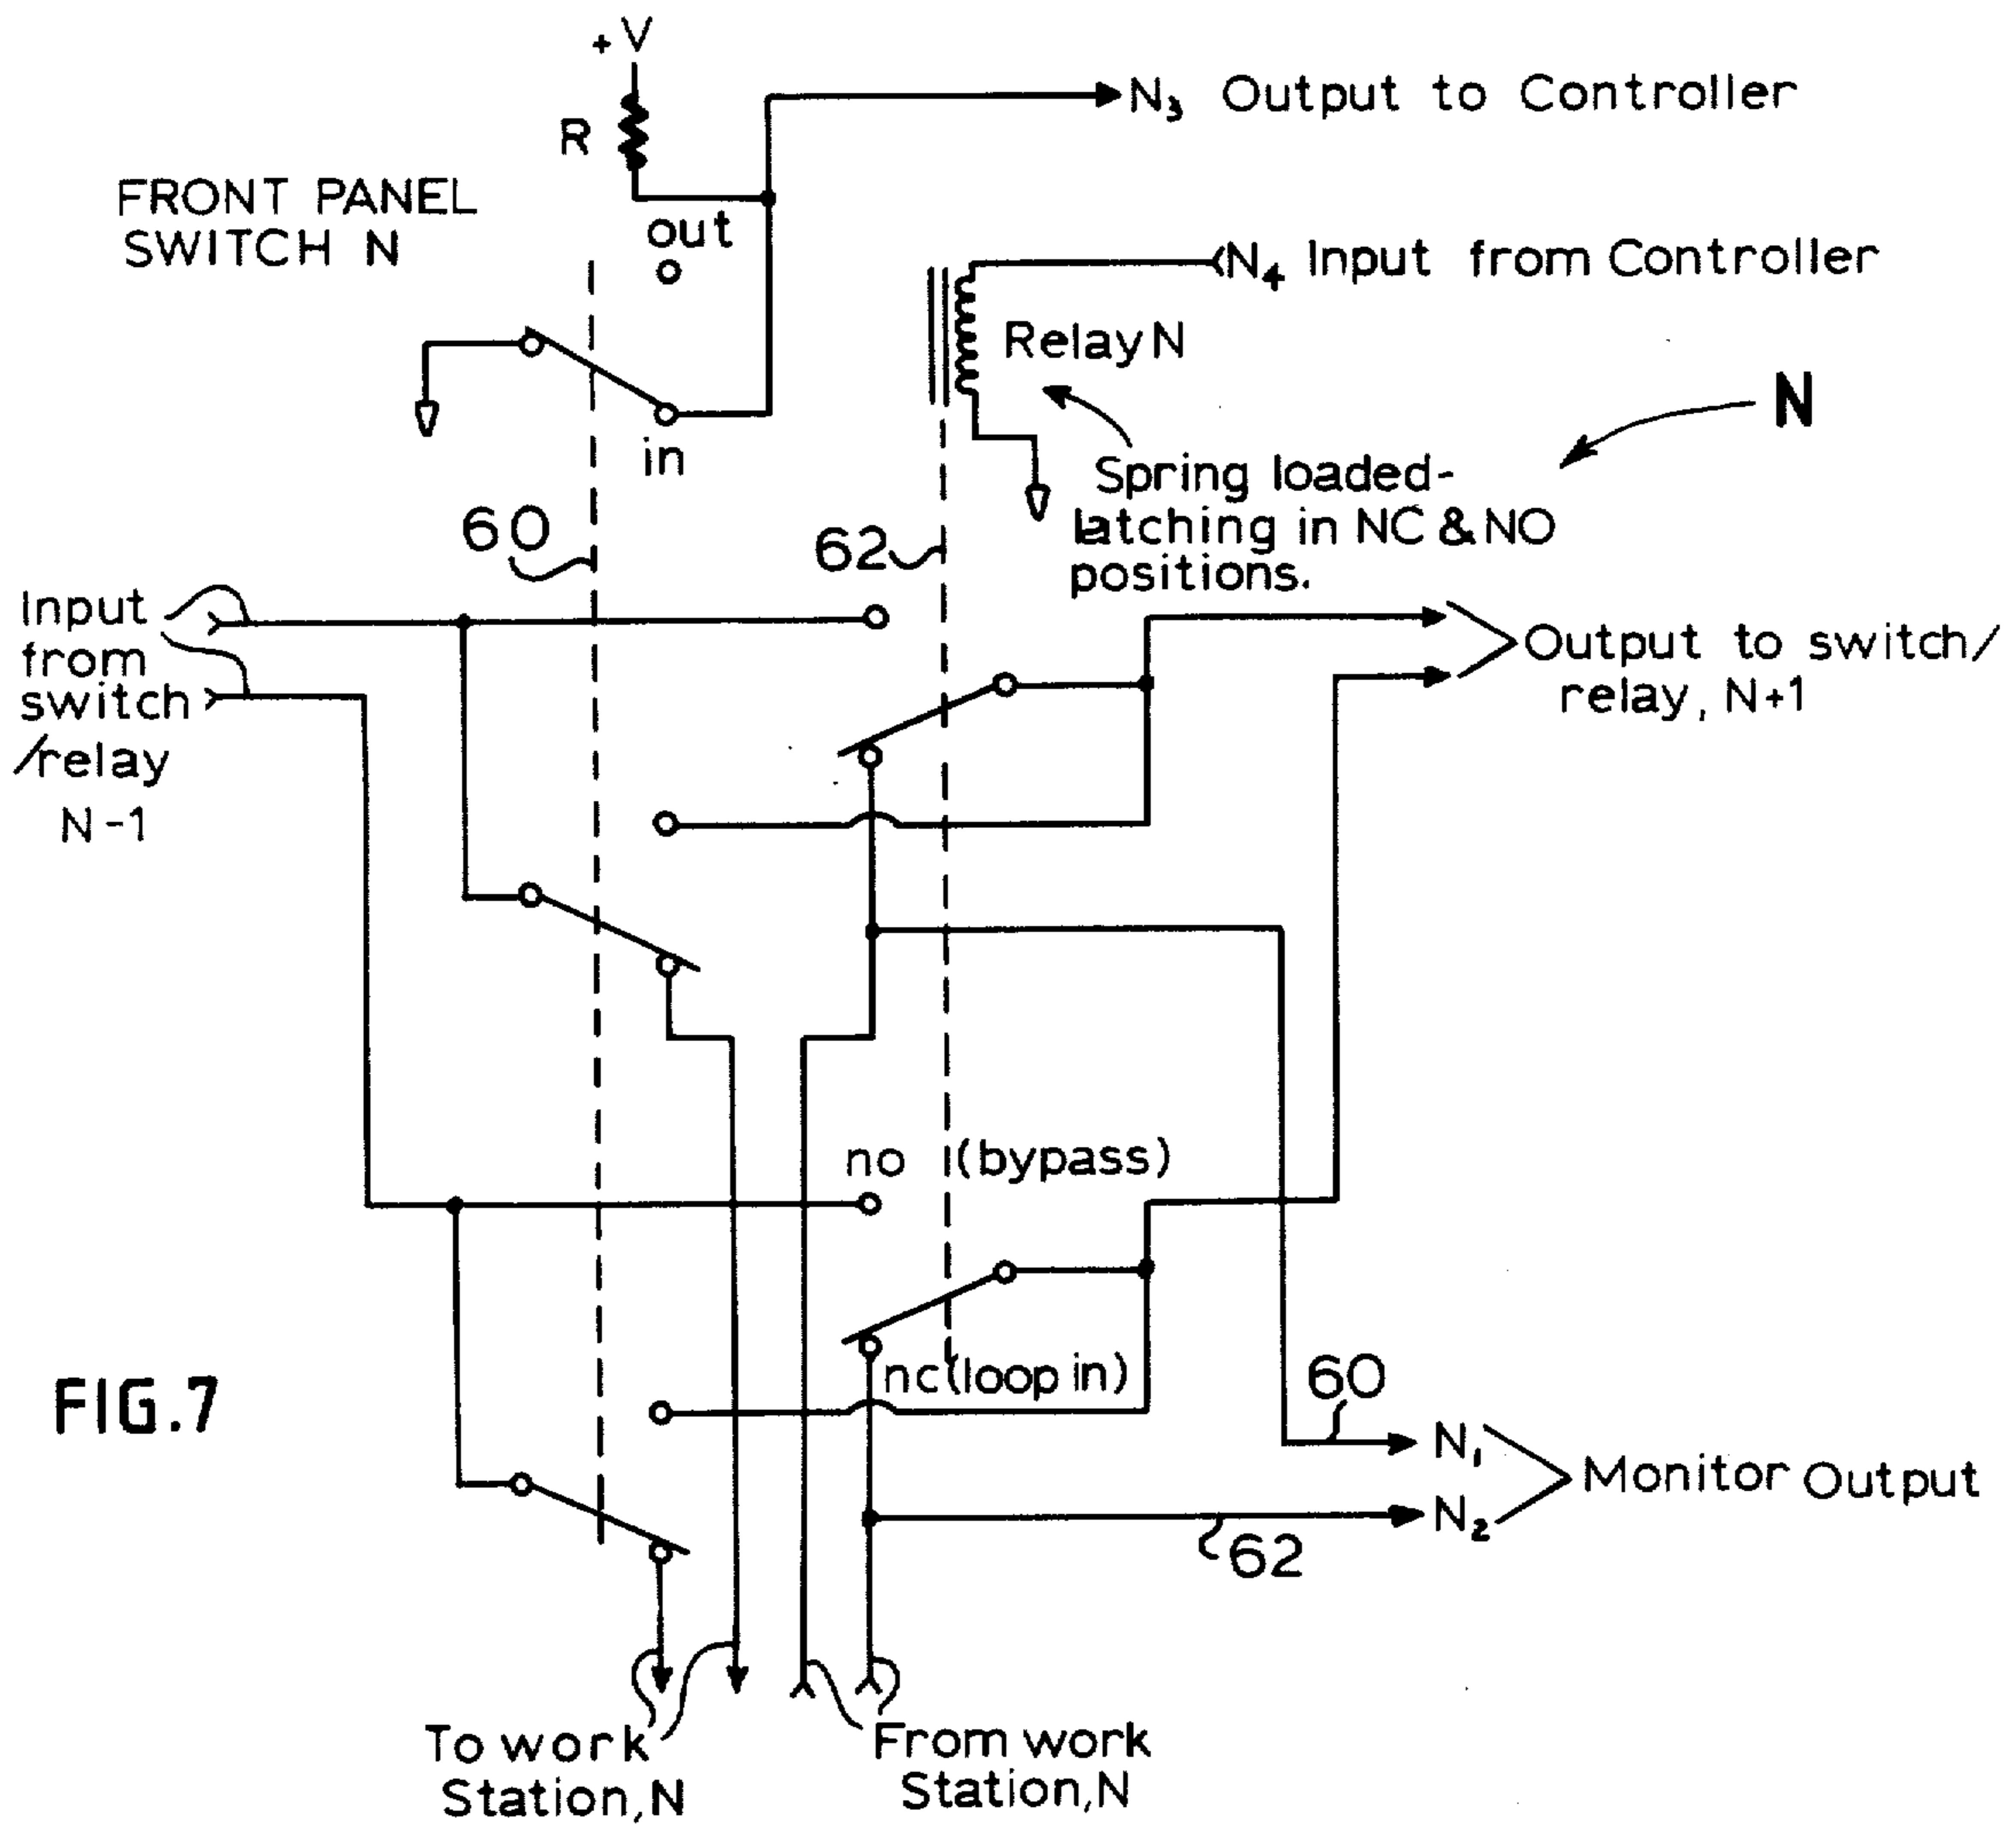 +V
R
N3 Output to Controller
FRONT PANEL
SWITCH N
out
N4 Input from Controller
Relay N
N
in
Spring loaded-
latching in NC & NO
positions.
60
62
Input
from
switch
/relay
N-1
Output to switch/
relay, N+1
no (bypass)
nc (loop in)
FIG.7
60
N1
N2
Monitor Output
62
To work
Station,N
From work
Station,N